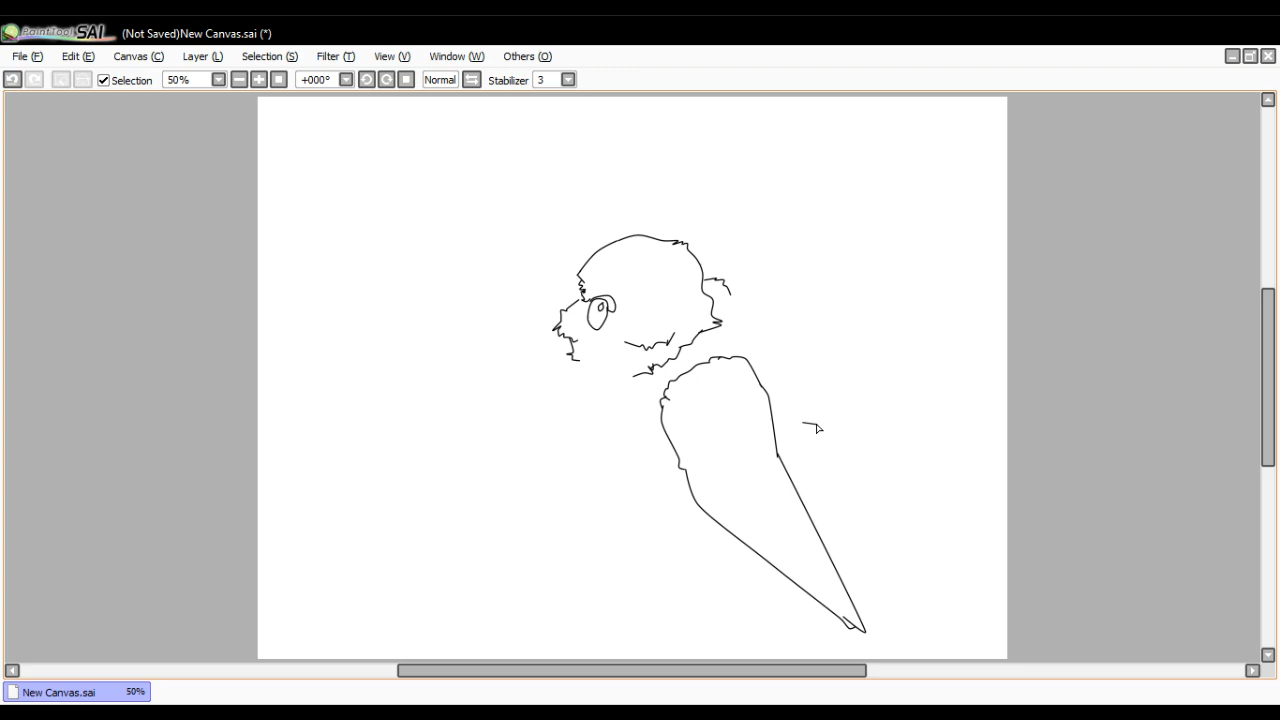 PaintTool SAI (Not Saved)New Canvas.sai (*)
File (F) Edit (E) Canvas (C) Layer (L) Selection (S) Filter (T) View (V) Window (W) Others (O)
Selection 50% +000° Normal Stabilizer 3
New Canvas.sai 50%